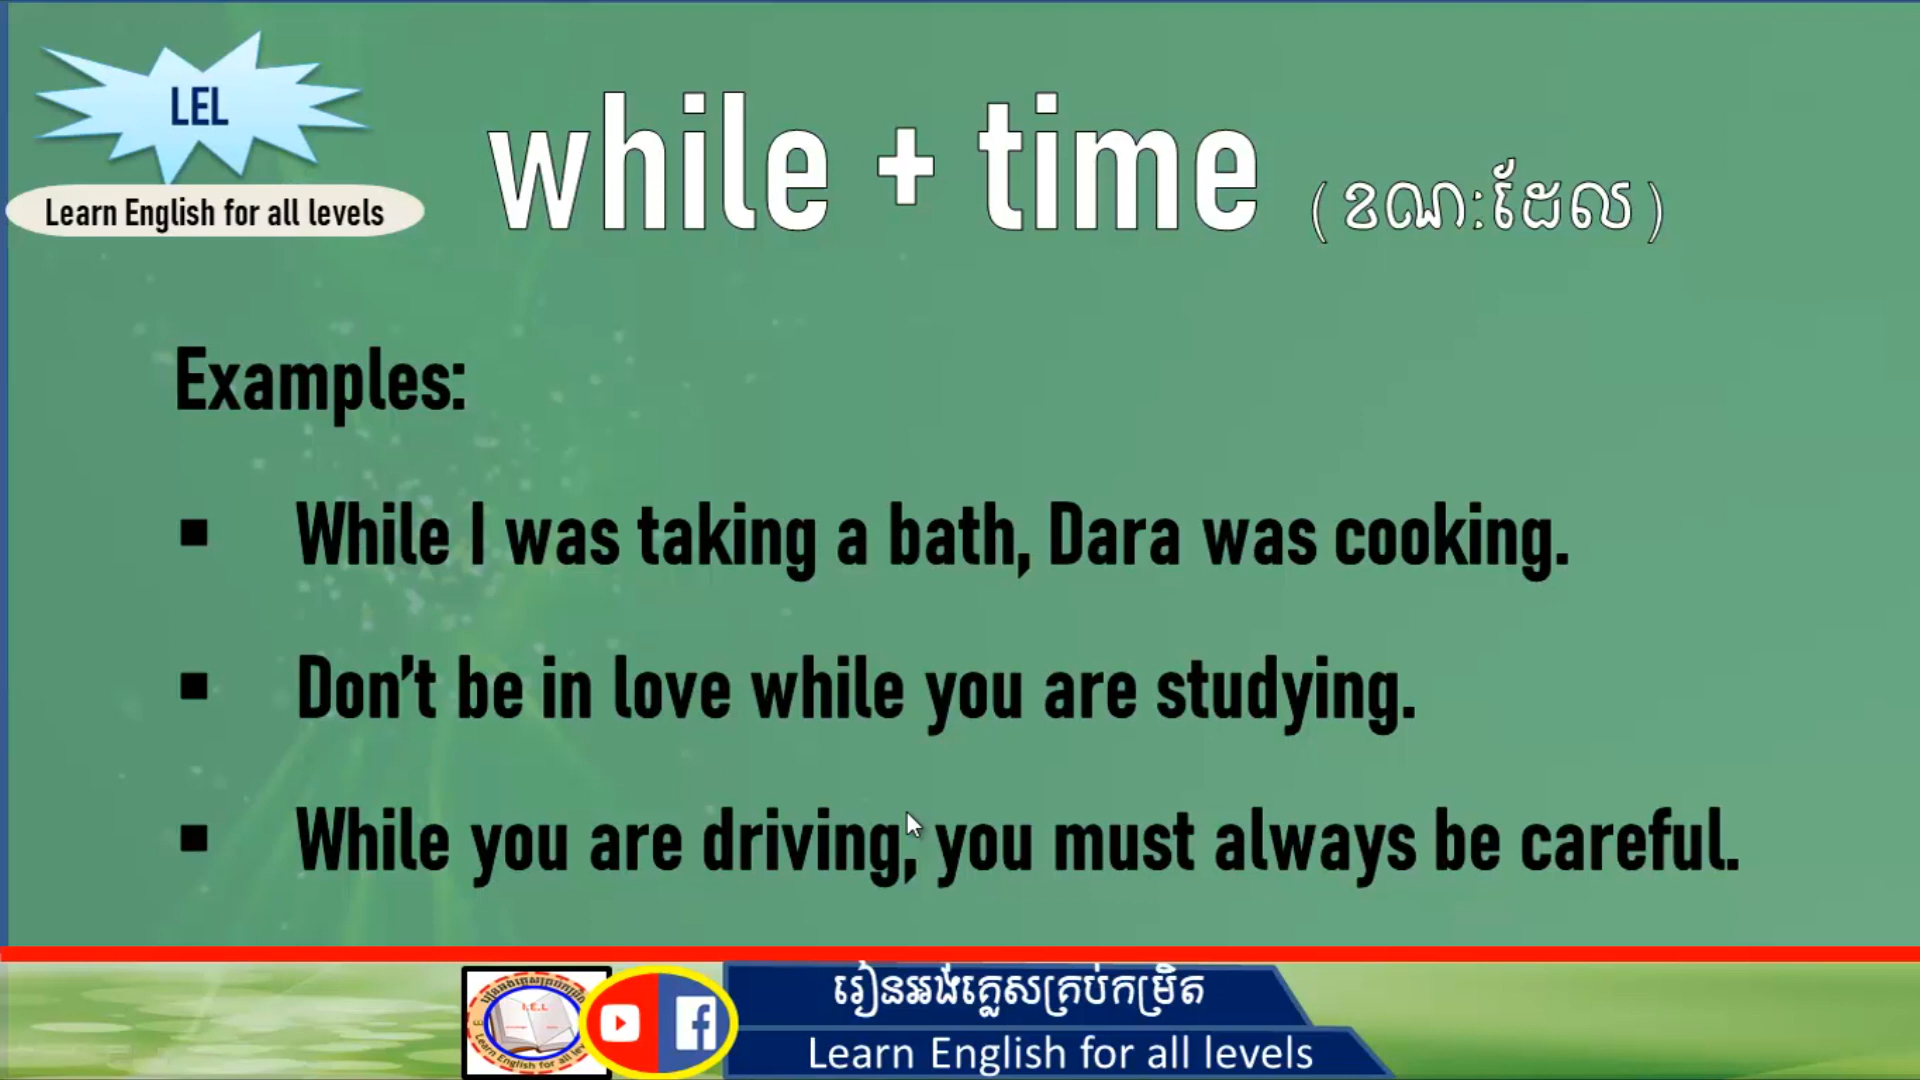 LEL
Learn English for all levels
while + time (ខណៈដែល)
Examples:
▪ While I was taking a bath, Dara was cooking.
▪ Don't be in love while you are studying.
▪ While you are driving, you must always be careful.
រៀនអង់គ្លេសគ្រប់កម្រិត
Learn English for all levels